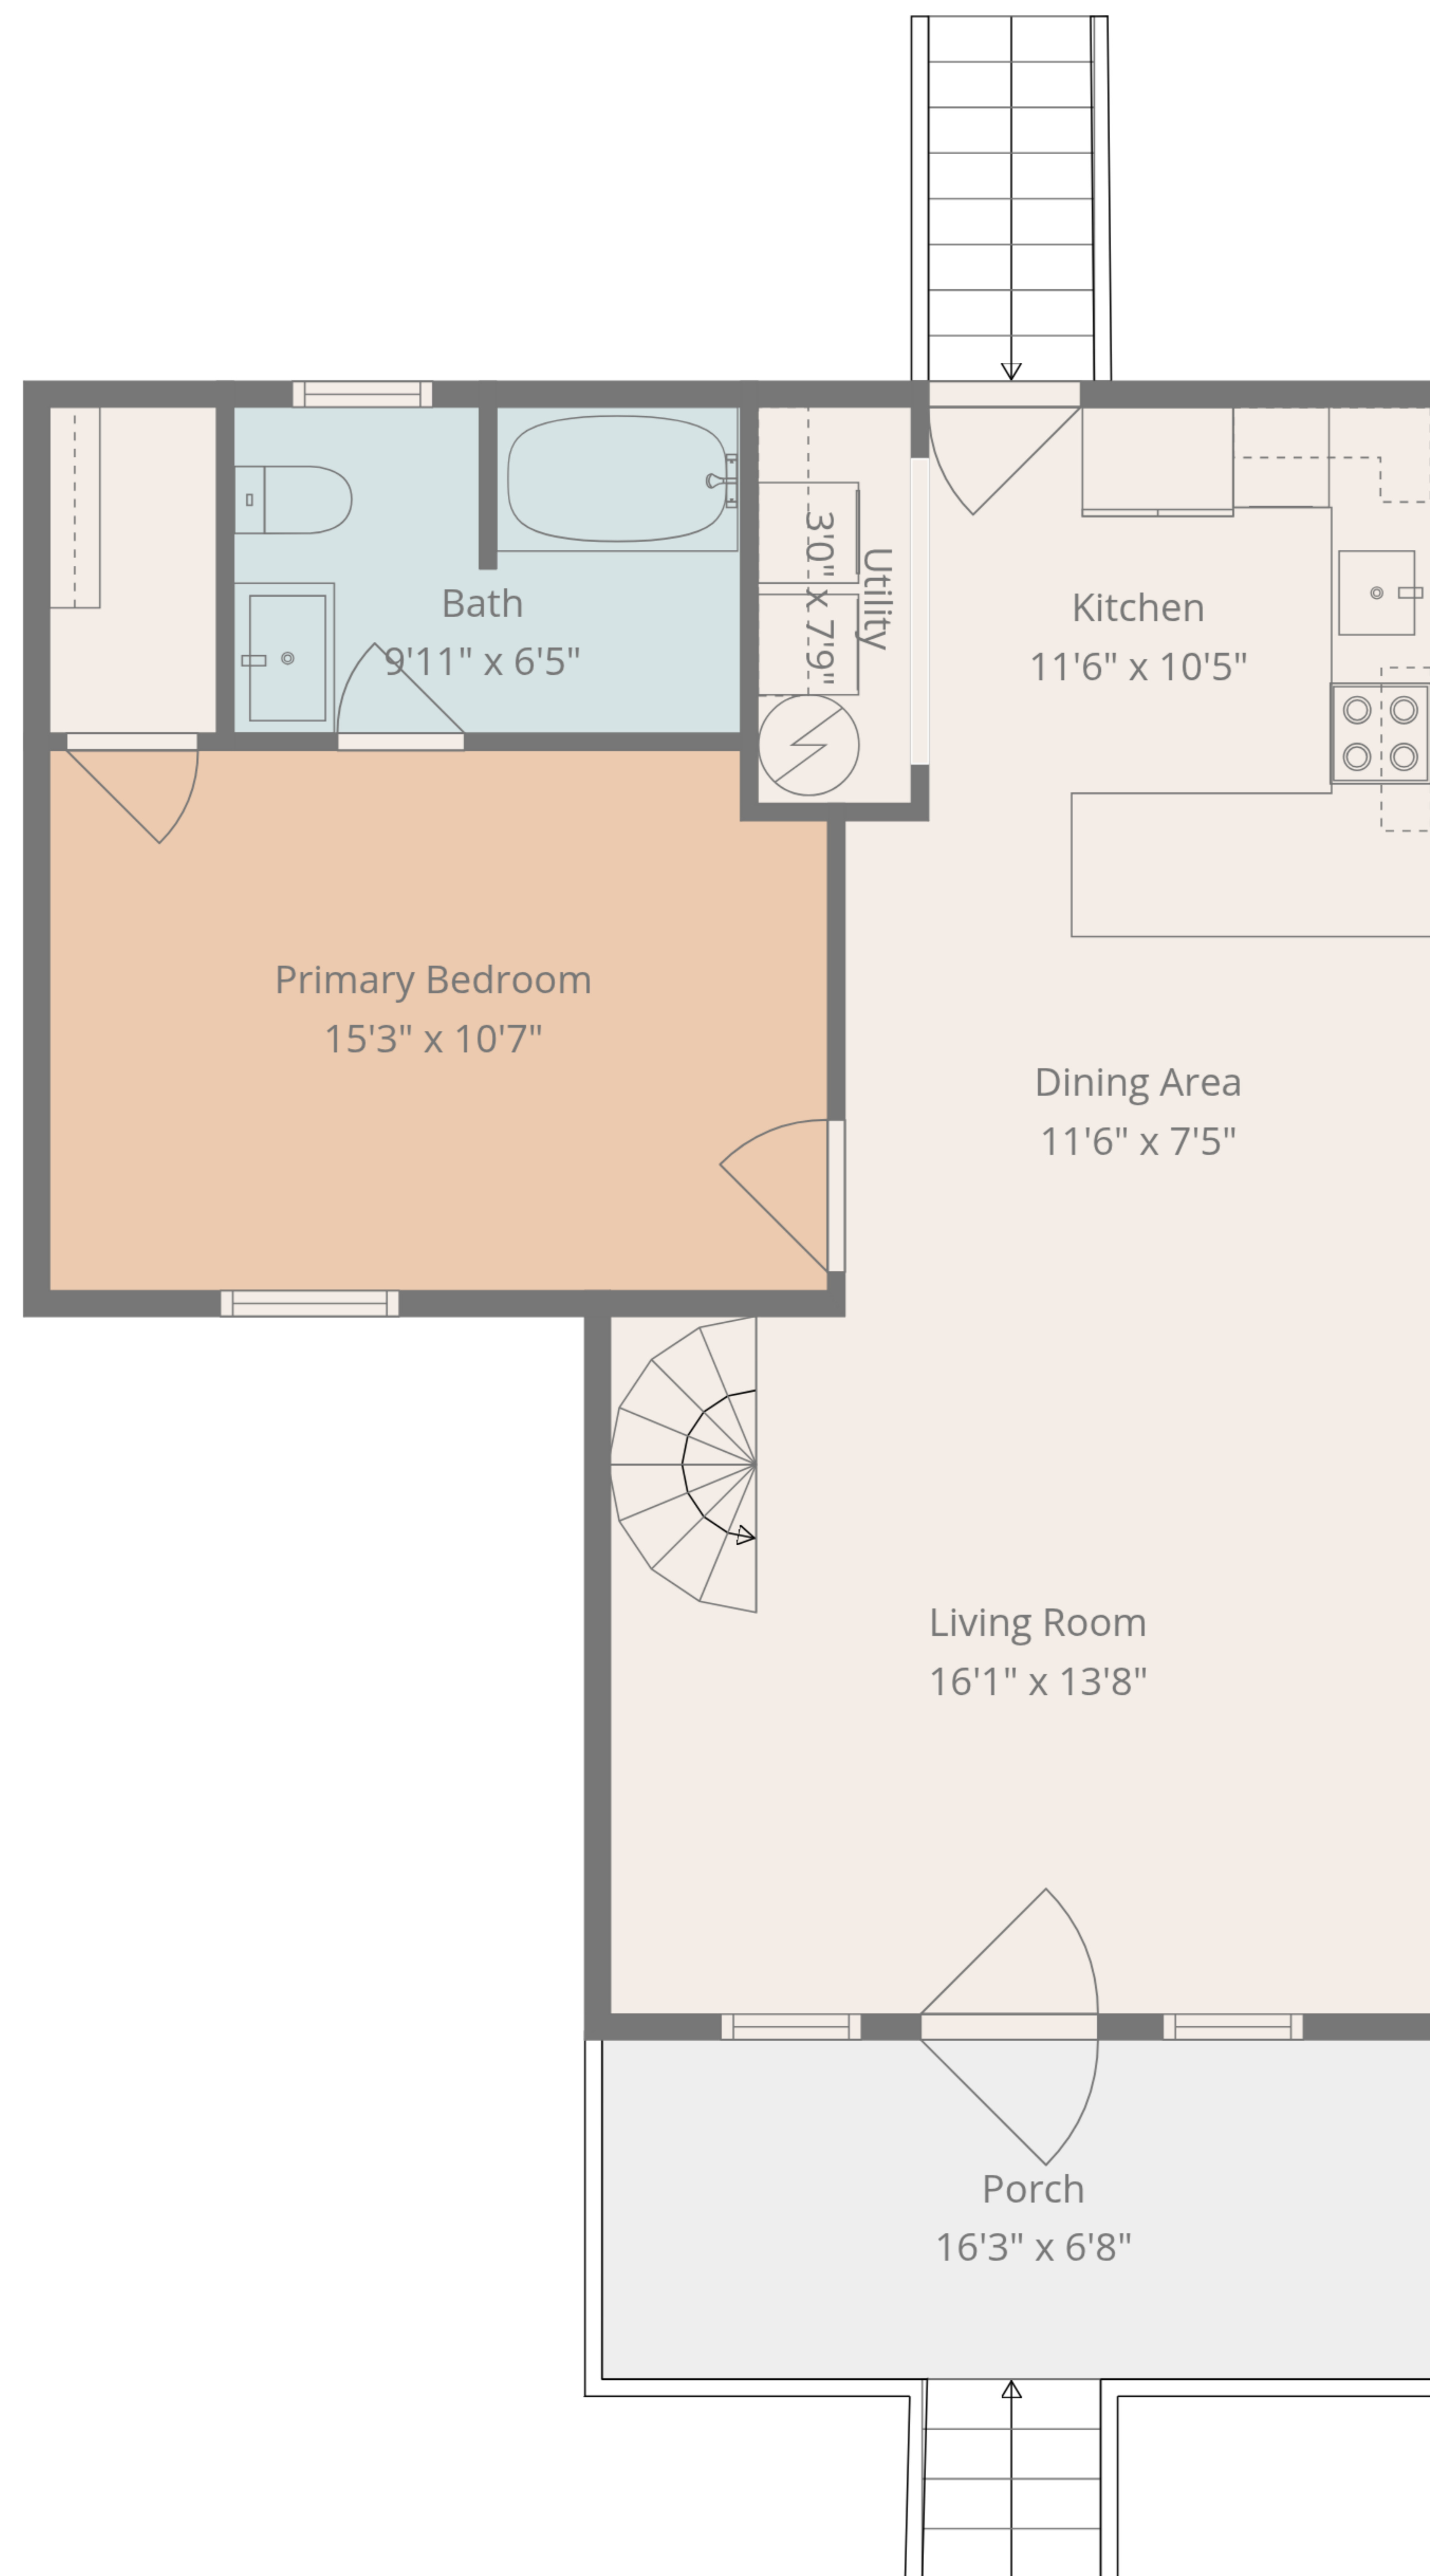 Bath
9'11" x 6'5"
Utility
3'0" x 7'9"
Kitchen
11'6" x 10'5"
Primary Bedroom
15'3" x 10'7"
Dining Area
11'6" x 7'5"
Living Room
16'1" x 13'8"
Porch
16'3" x 6'8"